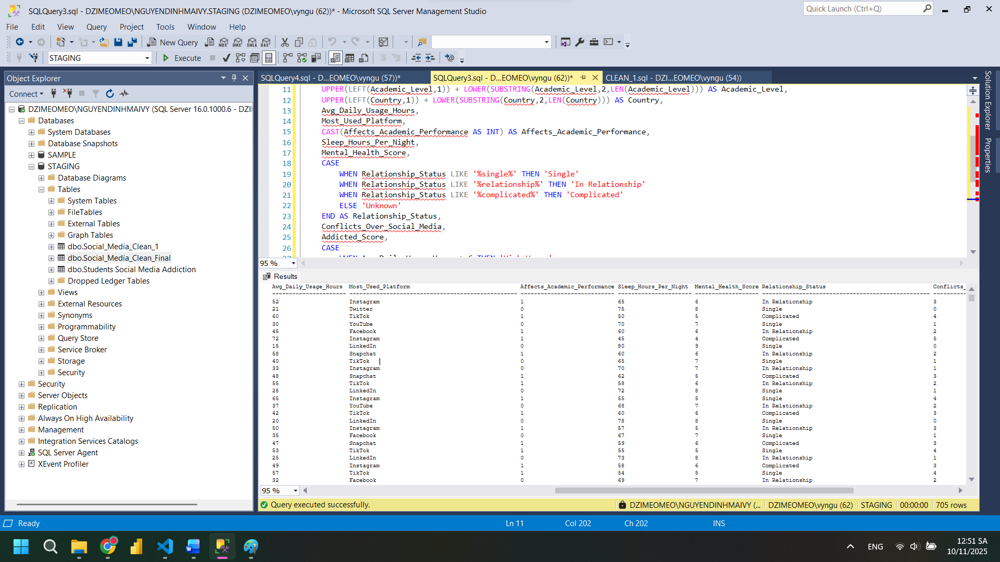 SQLQuery3.sql - DZIMEOMEO\NGUYENDINHMAIVY.STAGING (DZIMEOMEO\vyngu (62))* - Microsoft SQL Server Management Studio
Quick Launch (Ctrl+Q)
File Edit View Query Project Tools Window Help
New Query MDX DMX XMLA DAX
STAGING Execute
Object Explorer
Connect
DZIMEOMEO\NGUYENDINHMAIVY (SQL Server 16.0.1000.6 - DZI
Databases
System Databases
Database Snapshots
SAMPLE
STAGING
Database Diagrams
Tables
System Tables
FileTables
External Tables
Graph Tables
dbo.Social_Media_Clean_1
dbo.Social_Media_Clean_Final
dbo.Students Social Media Addiction
Dropped Ledger Tables
Views
External Resources
Synonyms
Programmability
Query Store
Service Broker
Storage
Security
Security
Server Objects
Replication
Always On High Availability
Management
Integration Services Catalogs
SQL Server Agent
XEvent Profiler
SQLQuery4.sql - D...EOMEO\vyngu (57))* SQLQuery3.sql - D...EOMEO\vyngu (62))* CLEAN_1.sql - DZI...EOMEO\vyngu (54))
11 UPPER(LEFT(Academic_Level,1)) + LOWER(SUBSTRING(Academic_Level,2,LEN(Academic_Level))) AS Academic_Level,
12 UPPER(LEFT(Country,1)) + LOWER(SUBSTRING(Country,2,LEN(Country))) AS Country,
13 Avg_Daily_Usage_Hours,
14 Most_Used_Platform,
15 CAST(Affects_Academic_Performance AS INT) AS Affects_Academic_Performance,
16 Sleep_Hours_Per_Night,
17 Mental_Health_Score,
18 CASE
19 WHEN Relationship_Status LIKE '%single%' THEN 'Single'
20 WHEN Relationship_Status LIKE '%relationship%' THEN 'In Relationship'
21 WHEN Relationship_Status LIKE '%complicated%' THEN 'Complicated'
22 ELSE 'Unknown'
23 END AS Relationship_Status,
24 Conflicts_Over_Social_Media,
25 Addicted_Score,
26 CASE
95 %
Results
Avg_Daily_Usage_Hours Most_Used_Platform Affects_Academic_Performance Sleep_Hours_Per_Night Mental_Health_Score Relationship_Status Conflicts_
52 Instagram 1 65 6 In Relationship 3
21 Twitter 0 75 8 Single 0
60 TikTok 1 50 5 Complicated 4
30 YouTube 0 70 7 Single 1
45 Facebook 1 60 6 In Relationship 2
72 Instagram 1 45 4 Complicated 5
15 LinkedIn 0 80 9 Single 0
58 Snapchat 1 60 6 In Relationship 2
40 TikTok 0 65 7 Single 1
33 Instagram 0 70 7 In Relationship 1
48 Snapchat 1 62 5 Complicated 3
55 TikTok 1 58 6 In Relationship 2
28 LinkedIn 0 72 8 Single 1
65 Instagram 1 55 5 Single 4
37 YouTube 0 68 7 In Relationship 2
42 TikTok 1 60 6 Complicated 3
20 LinkedIn 0 78 8 Single 0
50 Instagram 1 57 5 In Relationship 3
35 Facebook 0 67 7 Single 1
47 Snapchat 1 59 6 Complicated 3
53 TikTok 1 55 5 Single 4
25 LinkedIn 0 73 8 In Relationship 1
49 Instagram 1 58 6 Complicated 3
57 TikTok 1 54 5 Single 4
32 Facebook 0 69 7 In Relationship 2
95 %
Query executed successfully. DZIMEOMEO\NGUYENDINHMAIVY (... DZIMEOMEO\vyngu (62) STAGING 00:00:00 705 rows
Solution Explorer
Properties
Ready Ln 11 Col 202 Ch 202 INS
ENG
12:51 SA
10/11/2025